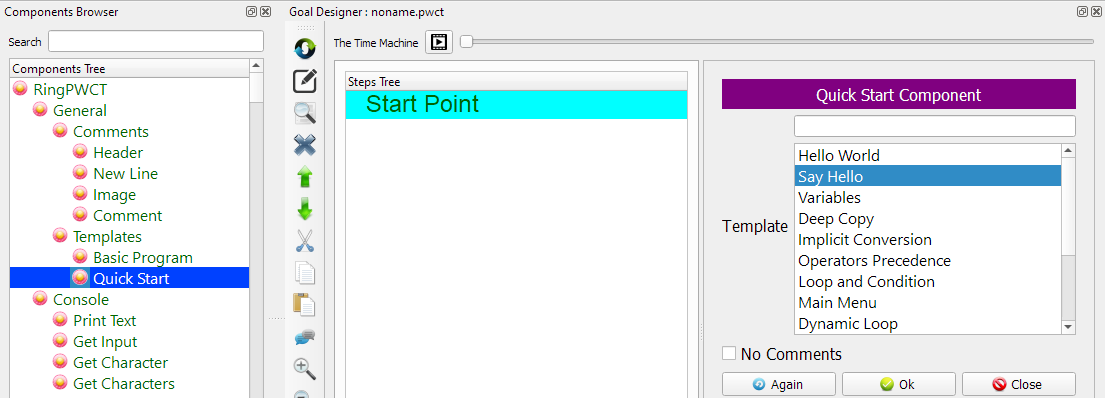 Components Browser
Search
Components Tree
RingPWCT
General
Comments
Header
New Line
Image
Comment
Templates
Basic Program
Quick Start
Console
Print Text
Get Input
Get Character
Get Characters
Goal Designer : noname.pwct
The Time Machine
Steps Tree
Start Point
Quick Start Component
Template
Hello World
Say Hello
Variables
Deep Copy
Implicit Conversion
Operators Precedence
Loop and Condition
Main Menu
Dynamic Loop
No Comments
Again
Ok
Close